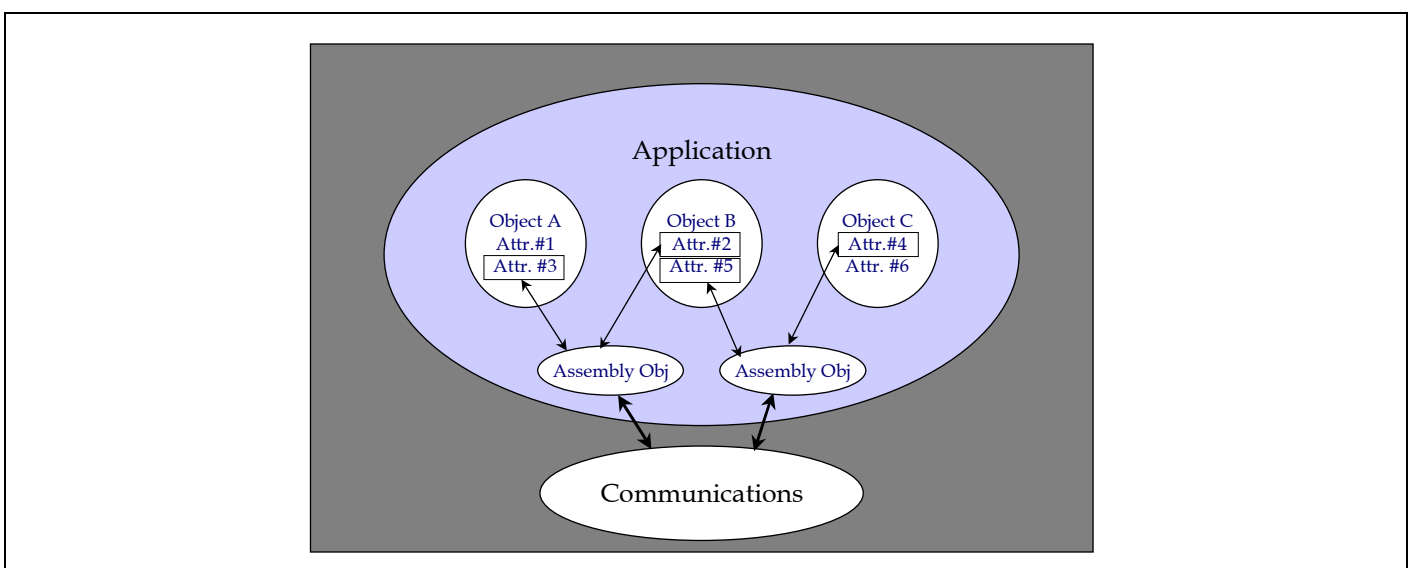 Application
Object A
Attr.#1
Attr. #3
Object B
Attr.#2
Attr. #5
Object C
Attr.#4
Attr. #6
Assembly Obj
Assembly Obj
Communications